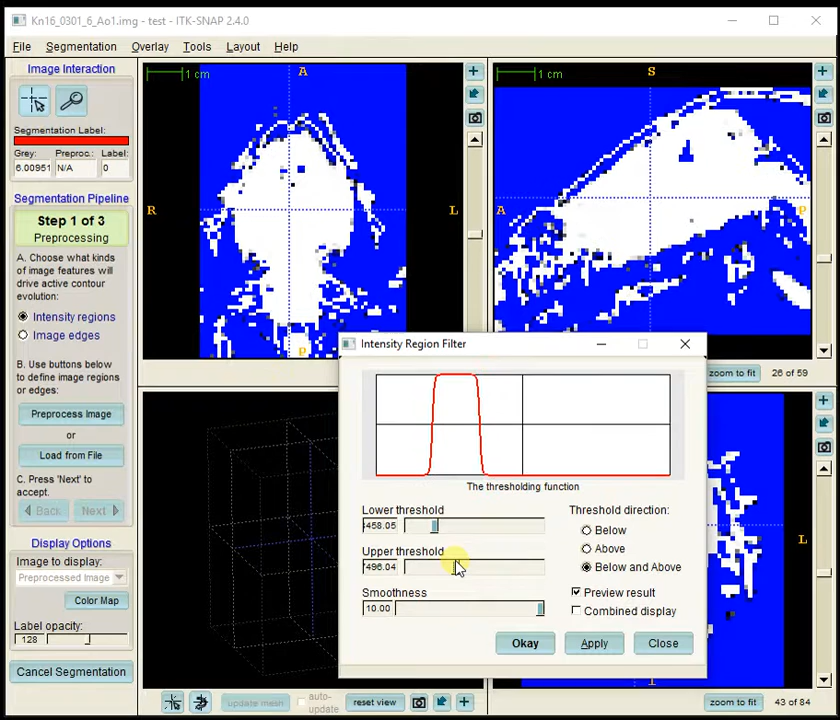 Kn16_0301_6_Ao1.img - test - ITK-SNAP 2.4.0
File Segmentation Overlay Tools Layout Help
Image Interaction
Segmentation Label:
Grey: Preproc.: Label:
6.00951 N/A 0
Segmentation Pipeline
Step 1 of 3
Preprocessing
A. Choose what kinds
of image features will
drive active contour
evolution:
Intensity regions
Image edges
B. Use buttons below
to define image regions
or edges:
Preprocess Image
or
Load from File
C. Press 'Next' to
accept.
Back Next
Display Options
Image to display:
Preprocessed Image
Color Map
Label opacity:
128
Cancel Segmentation
1 cm
A
R
L
P
1 cm
S
A
P
zoom to fit 26 of 59
Intensity Region Filter
The thresholding function
Lower threshold
458.05
Upper threshold
496.04
Smoothness
10.00
Threshold direction:
Below
Above
Below and Above
Preview result
Combined display
Okay Apply Close
L
I
update mesh auto-
update
reset view
zoom to fit 43 of 84